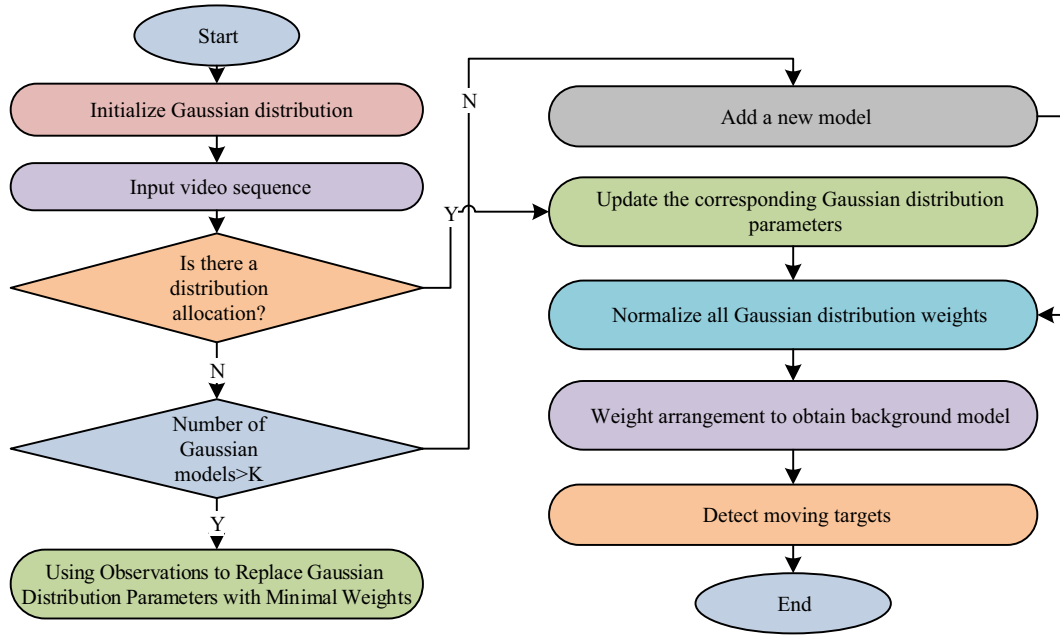 Start
Initialize Gaussian distribution
Input video sequence
Is there a
distribution
allocation?
N
Number of
Gaussian
models>K
Y
Using Observations to Replace Gaussian
Distribution Parameters with Minimal Weights
N
Y
Add a new model
Update the corresponding Gaussian distribution
parameters
Normalize all Gaussian distribution weights
Weight arrangement to obtain background model
Detect moving targets
End